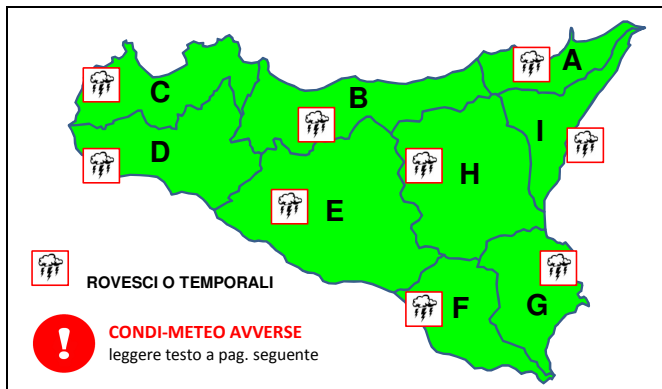 A
C
B
I
D
H
E
F
G
ROVESCI O TEMPORALI
!
CONDI-METEO AVVERSE
leggere testo a pag. seguente